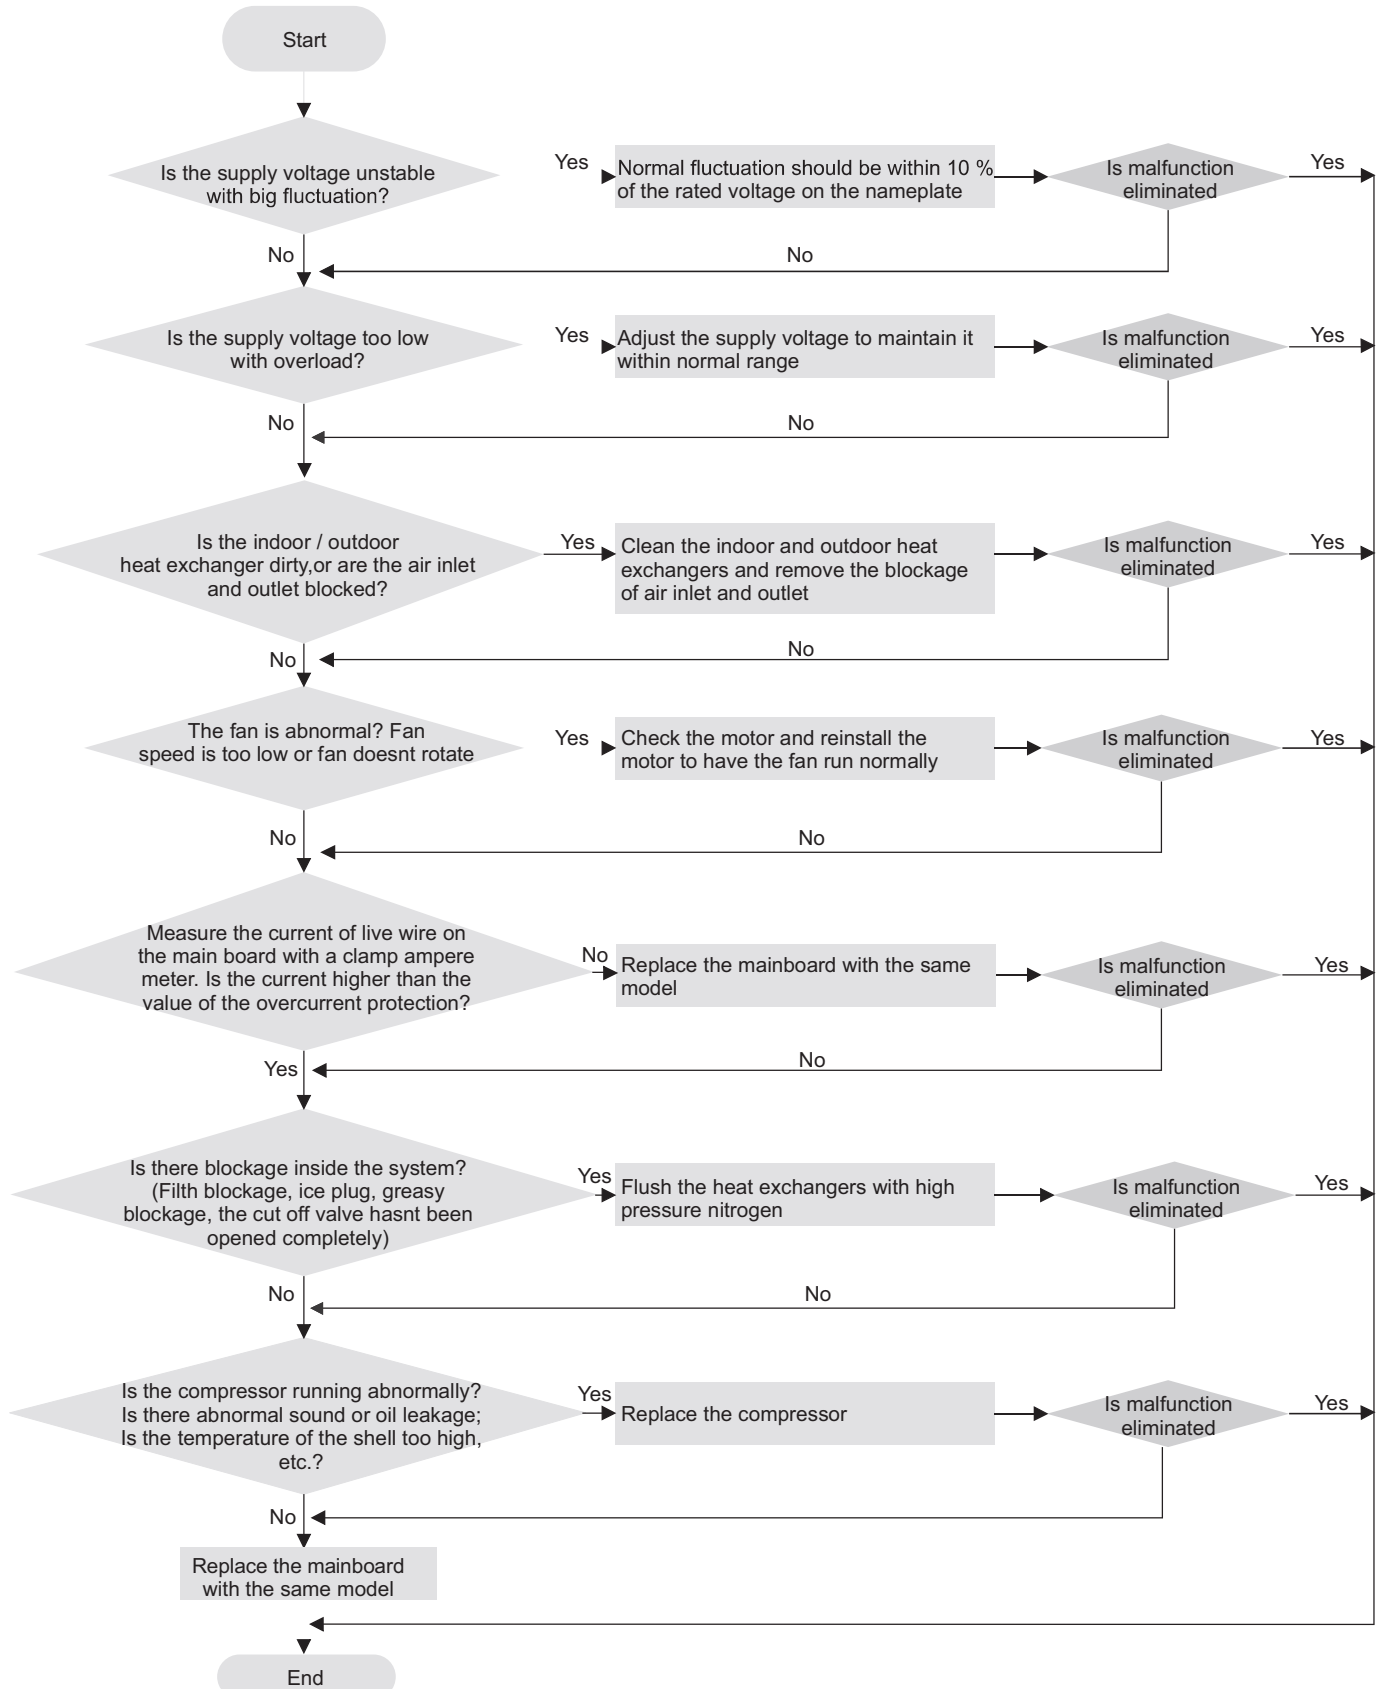 Start
Is the supply voltage unstable
with big fluctuation?
Yes
Normal fluctuation should be within 10 %
of the rated voltage on the nameplate
Is malfunction
eliminated
Yes
No
No
Is the supply voltage too low
with overload?
Yes
Adjust the supply voltage to maintain it
within normal range
Is malfunction
eliminated
Yes
No
No
Is the indoor / outdoor
heat exchanger dirty,or are the air inlet
and outlet blocked?
Yes
Clean the indoor and outdoor heat
exchangers and remove the blockage
of air inlet and outlet
Is malfunction
eliminated
Yes
No
No
The fan is abnormal? Fan
speed is too low or fan doesnt rotate
Yes
Check the motor and reinstall the
motor to have the fan run normally
Is malfunction
eliminated
Yes
No
No
Measure the current of live wire on
the main board with a clamp ampere
meter. Is the current higher than the
value of the overcurrent protection?
No
Replace the mainboard with the same
model
Is malfunction
eliminated
Yes
Yes
No
Is there blockage inside the system?
(Filth blockage, ice plug, greasy
blockage, the cut off valve hasnt been
opened completely)
Yes
Flush the heat exchangers with high
pressure nitrogen
Is malfunction
eliminated
Yes
No
No
Is the compressor running abnormally?
Is there abnormal sound or oil leakage;
Is the temperature of the shell too high,
etc.?
Yes
Replace the compressor
Is malfunction
eliminated
Yes
No
Replace the mainboard
with the same model
End